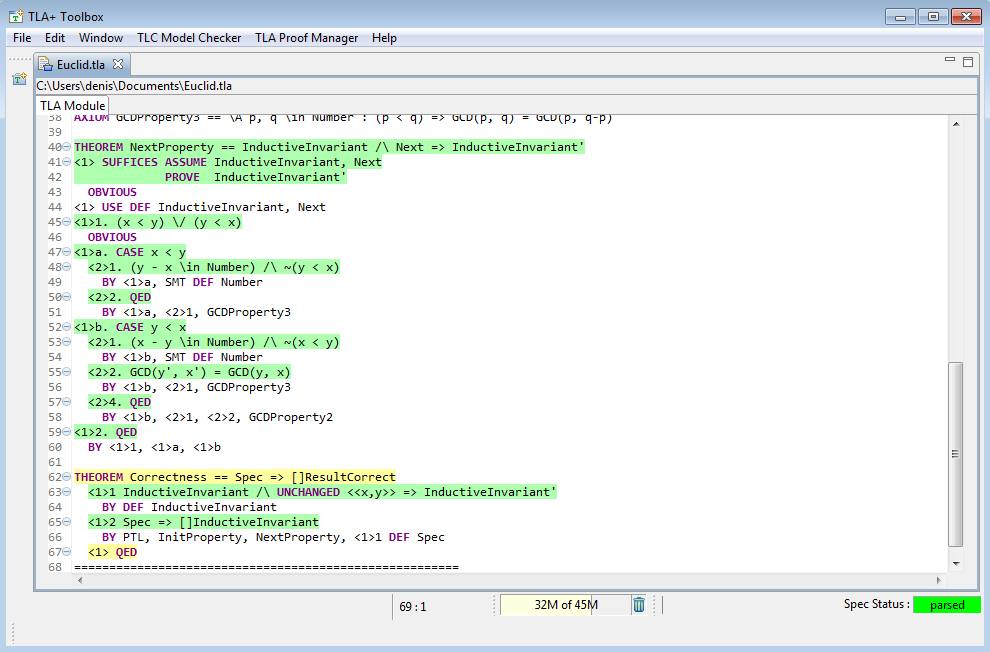 TLA+ Toolbox
File Edit Window TLC Model Checker TLA Proof Manager Help
Euclid.tla
C:\Users\denis\Documents\Euclid.tla
TLA Module
38 AXIOM GCDProperty3 == \A p, q \in Number : (p < q) => GCD(p, q) = GCD(p, q-p)
39
40 THEOREM NextProperty == InductiveInvariant /\ Next => InductiveInvariant'
41 <1> SUFFICES ASSUME InductiveInvariant, Next
42 PROVE InductiveInvariant'
43 OBVIOUS
44 <1> USE DEF InductiveInvariant, Next
45 <1>1. (x < y) \/ (y < x)
46 OBVIOUS
47 <1>a. CASE x < y
48 <2>1. (y - x \in Number) /\ ~(y < x)
49 BY <1>a, SMT DEF Number
50 <2>2. QED
51 BY <1>a, <2>1, GCDProperty3
52 <1>b. CASE y < x
53 <2>1. (x - y \in Number) /\ ~(x < y)
54 BY <1>b, SMT DEF Number
55 <2>2. GCD(y', x') = GCD(y, x)
56 BY <1>b, <2>1, GCDProperty3
57 <2>4. QED
58 BY <1>b, <2>1, <2>2, GCDProperty2
59 <1>2. QED
60 BY <1>1, <1>a, <1>b
61
62 THEOREM Correctness == Spec => []ResultCorrect
63 <1>1 InductiveInvariant /\ UNCHANGED <<x,y>> => InductiveInvariant'
64 BY DEF InductiveInvariant
65 <1>2 Spec => []InductiveInvariant
66 BY PTL, InitProperty, NextProperty, <1>1 DEF Spec
67 <1> QED
68 =======================================================
69 : 1
32M of 45M
Spec Status : parsed